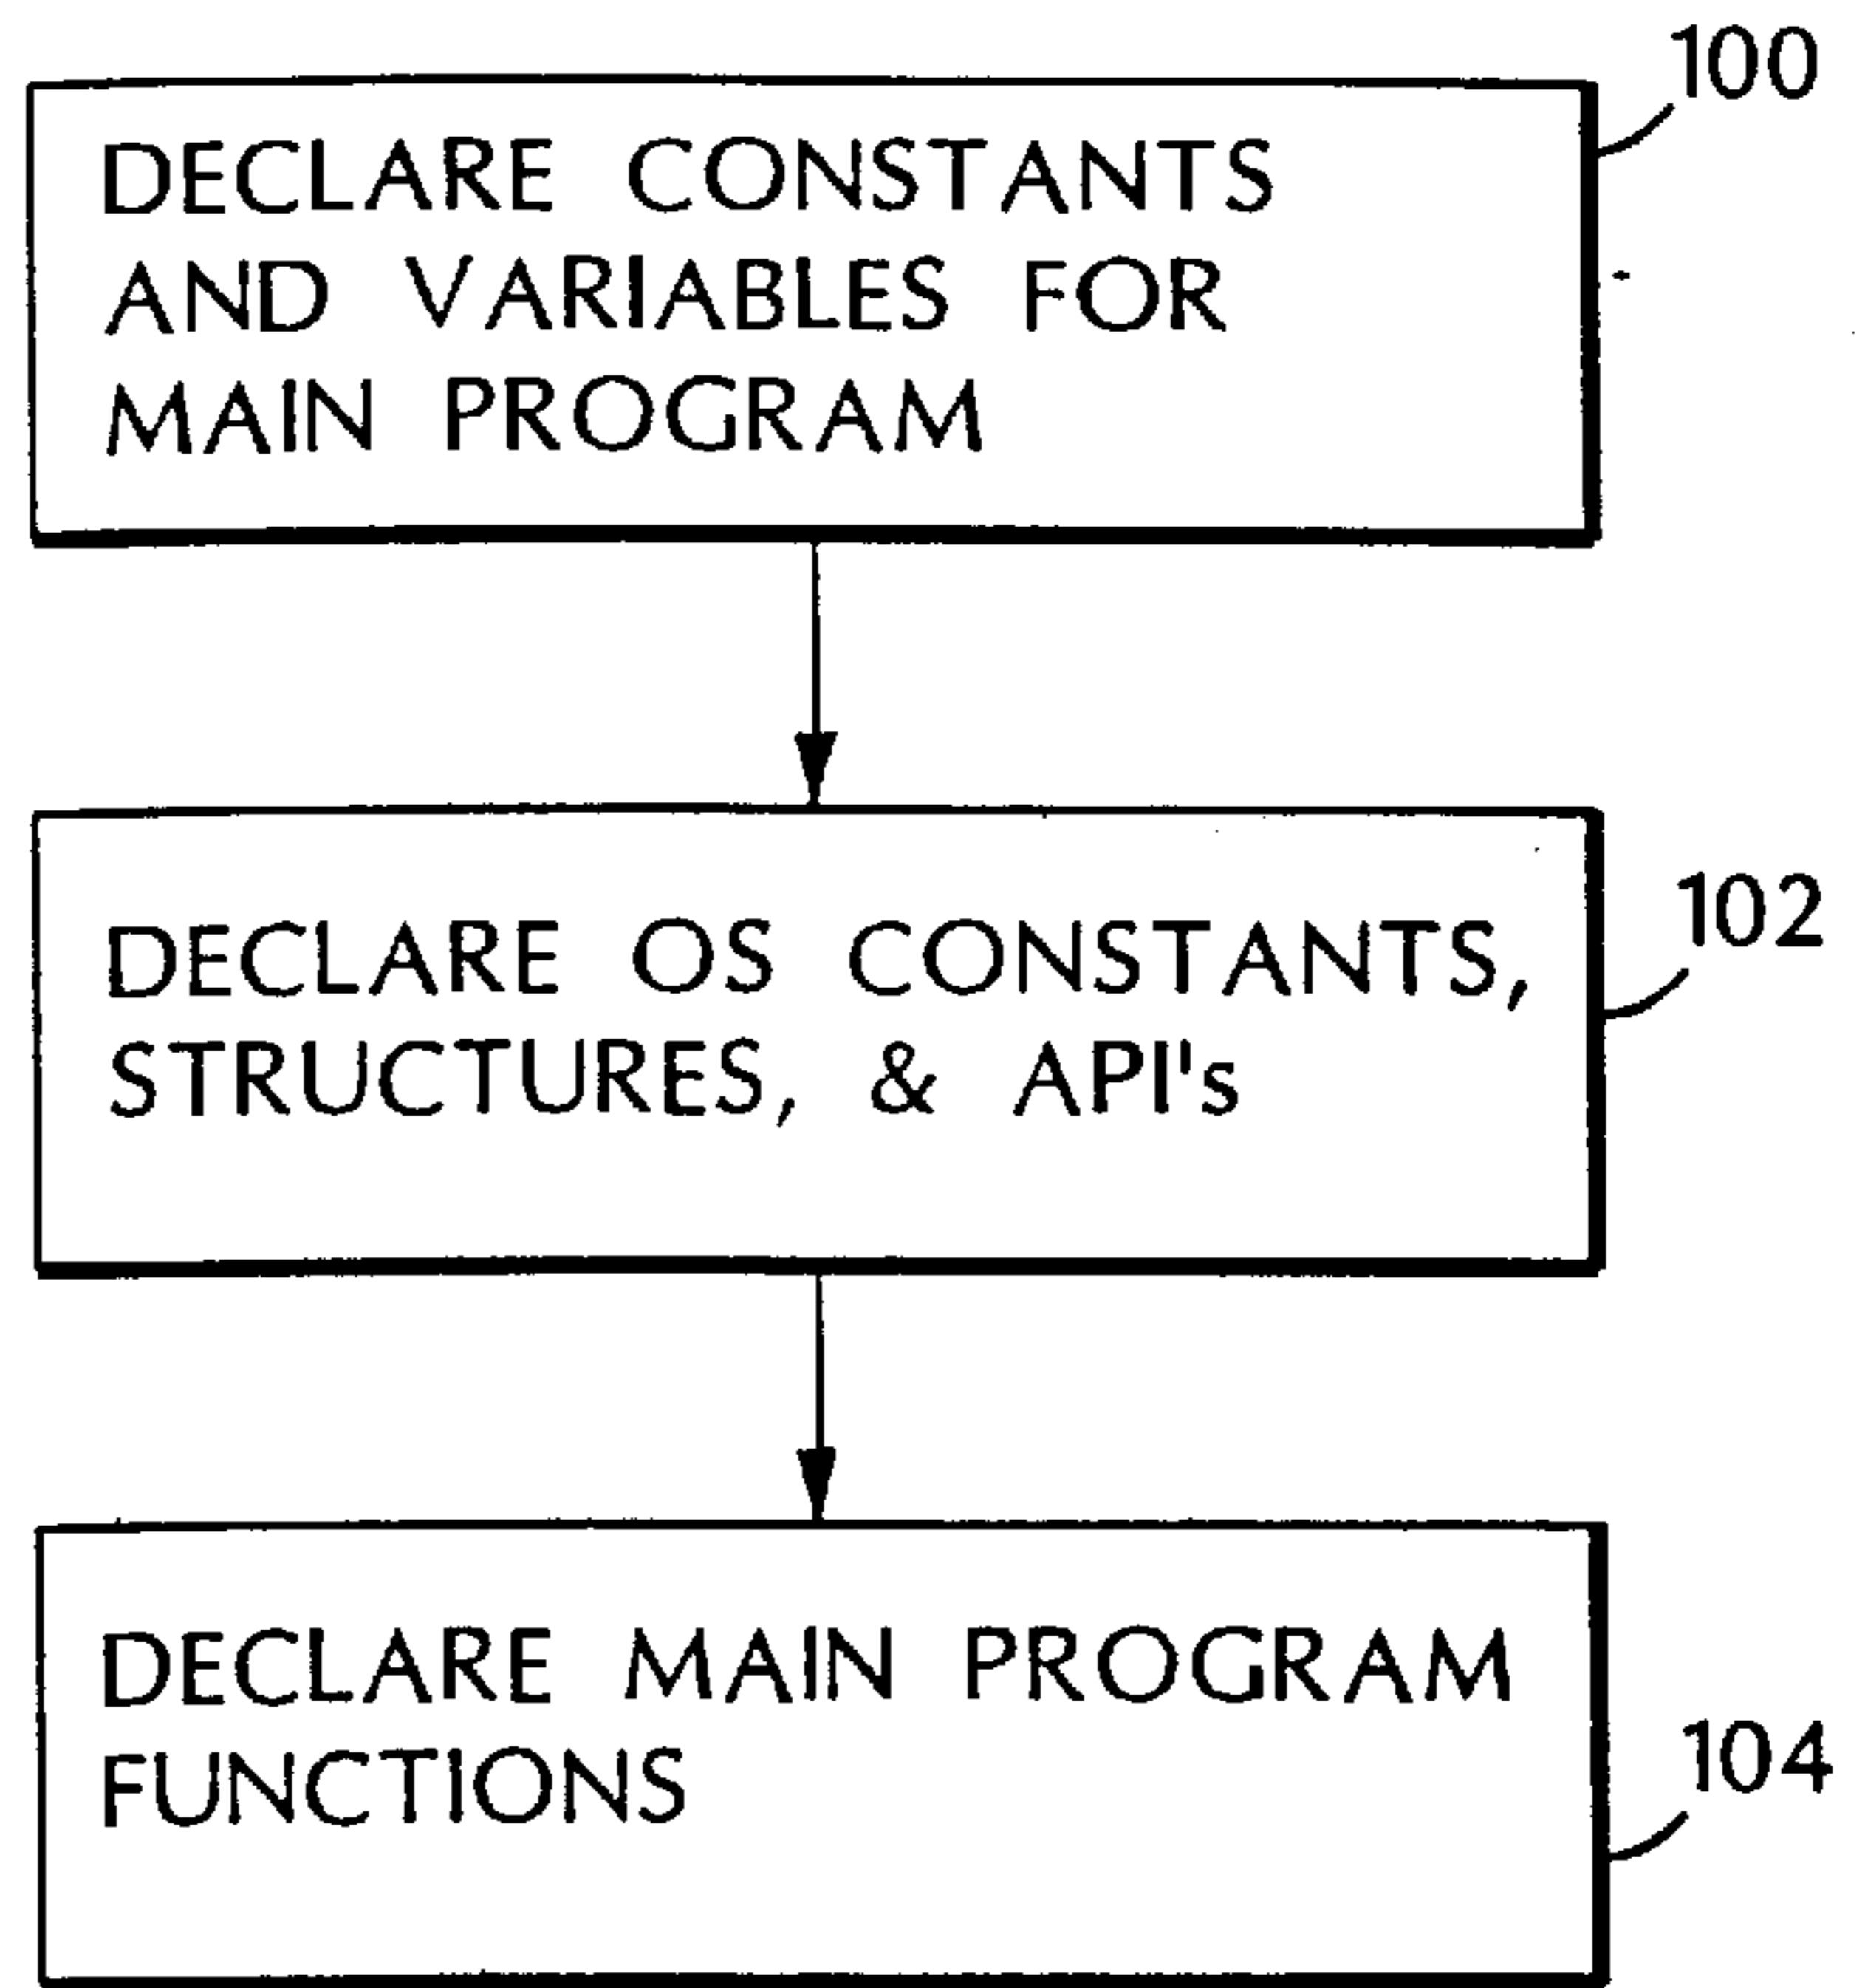 100
DECLARE CONSTANTS
AND VARIABLES FOR
MAIN PROGRAM
102
DECLARE OS CONSTANTS,
STRUCTURES, & API's
DECLARE MAIN PROGRAM
FUNCTIONS
104